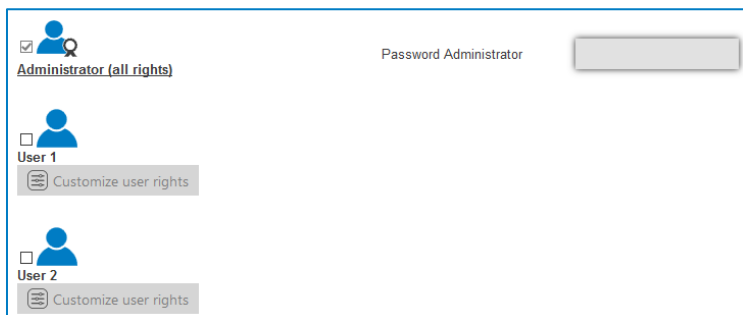 Administrator (all rights)
Password Administrator
User 1
Customize user rights
User 2
Customize user rights